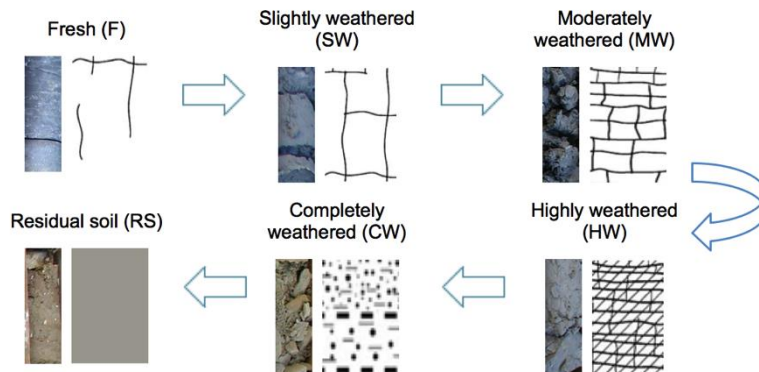 Fresh (F)
Slightly weathered
(SW)
Moderately
weathered (MW)
Residual soil (RS)
Completely
weathered (CW)
Highly weathered
(HW)